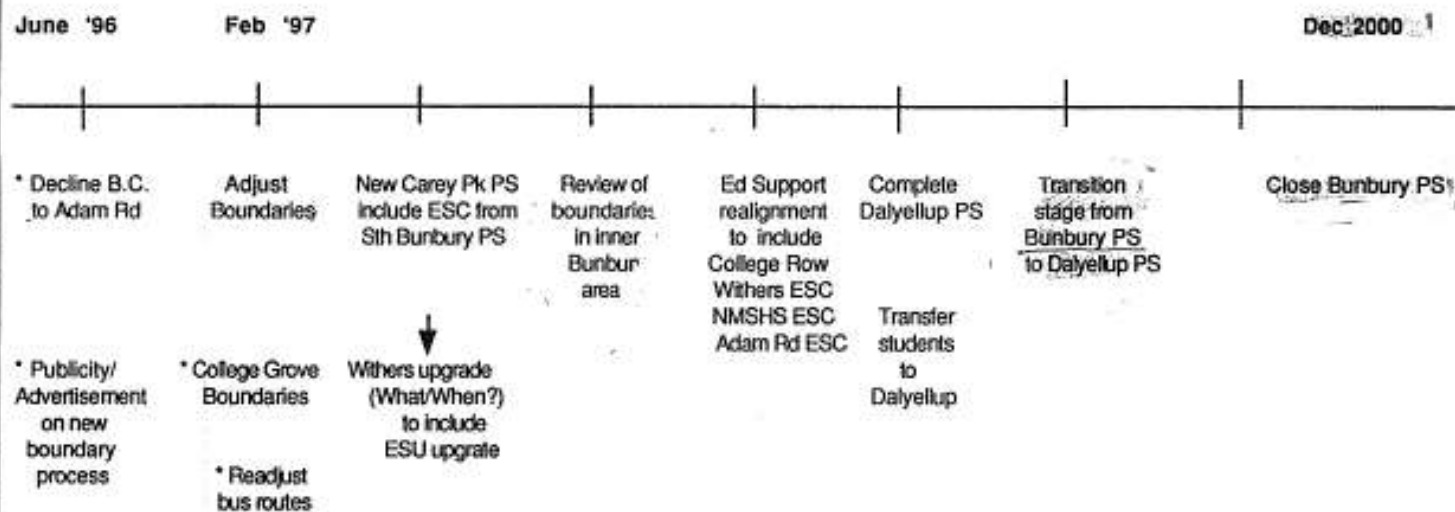 June '96
Feb '97
Dec 2000
* Decline B.C.
to Adam Rd
* Publicity/
Advertisement
on new
boundary
process
Adjust
Boundaries
* College Grove
Boundaries
* Readjust
bus routes
New Carey Pk PS
include ESC from
Sth Bunbury PS
Withers upgrade
(What/When?)
to include
ESU upgrate
Review of
boundaries
in inner
Bunbur
area
Ed Support
realignment
to include
College Row
Withers ESC
NMSHS ESC
Adam Rd ESC
Complete
Dalyellup PS
Transfer
students
to
Dalyellup
Transition
stage from
Bunbury PS
to Dalyellup PS
Close Bunbury PS